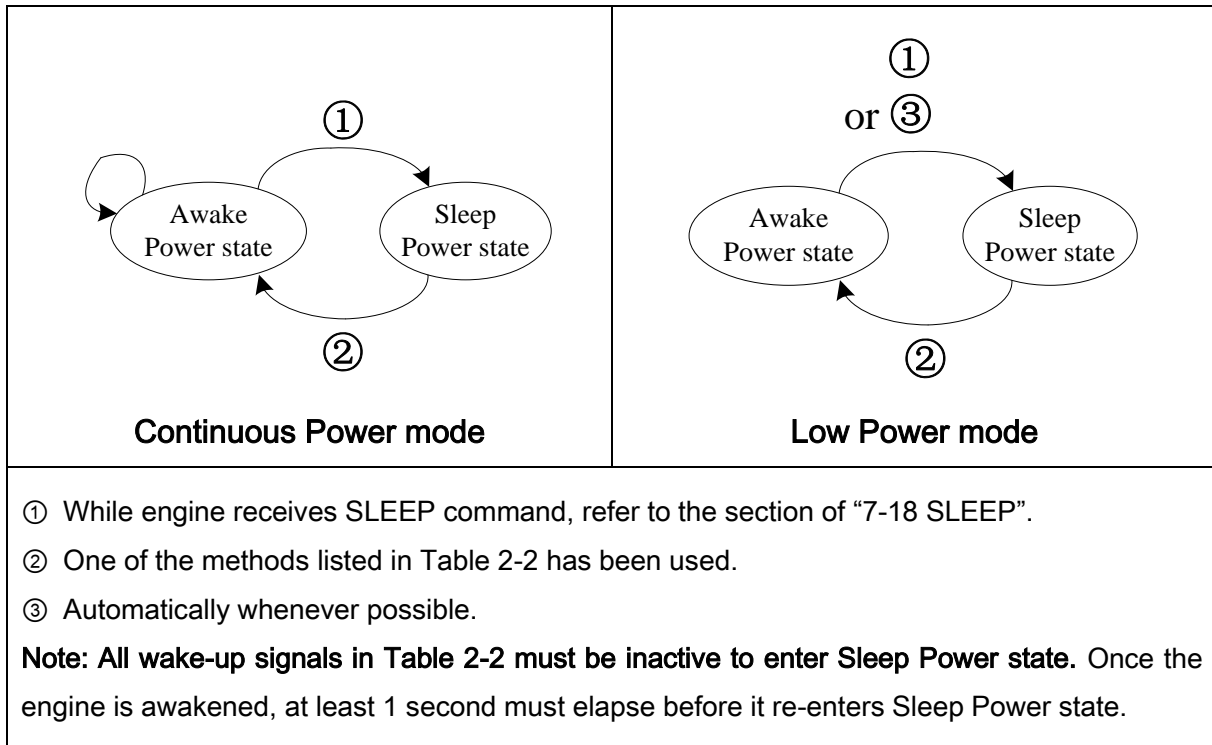 ①
Awake
Power state
Sleep
Power state
②
Continuous Power mode
①
or ③
Awake
Power state
Sleep
Power state
②
Low Power mode
① While engine receives SLEEP command, refer to the section of “7-18 SLEEP”.
② One of the methods listed in Table 2-2 has been used.
③ Automatically whenever possible.
Note: All wake-up signals in Table 2-2 must be inactive to enter Sleep Power state. Once the
engine is awakened, at least 1 second must elapse before it re-enters Sleep Power state.